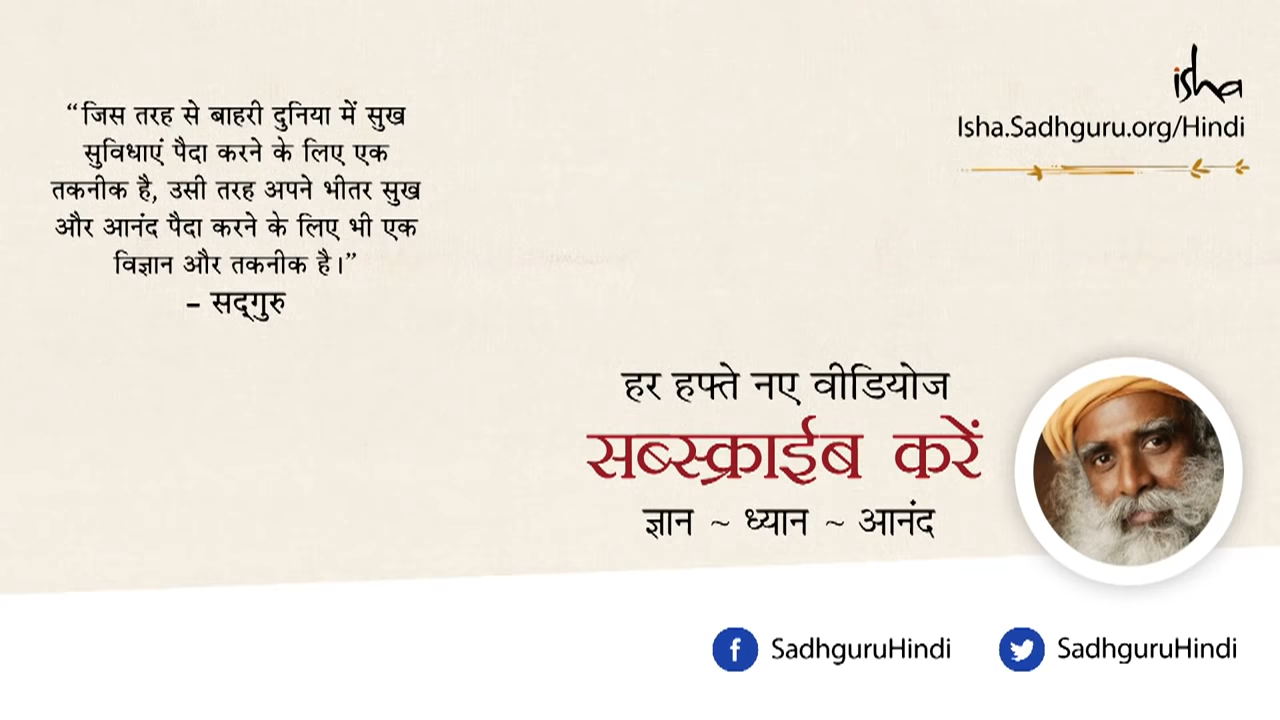 “जिस तरह से बाहरी दुनिया में सुख
सुविधाएं पैदा करने के लिए एक
तकनीक है, उसी तरह अपने भीतर सुख
और आनंद पैदा करने के लिए भी एक
विज्ञान और तकनीक है।”
– सद्गुरु
isha
Isha.Sadhguru.org/Hindi
हर हफ्ते नए वीडियोज
सब्स्क्राईब करें
ज्ञान ~ ध्यान ~ आनंद
SadhguruHindi
SadhguruHindi